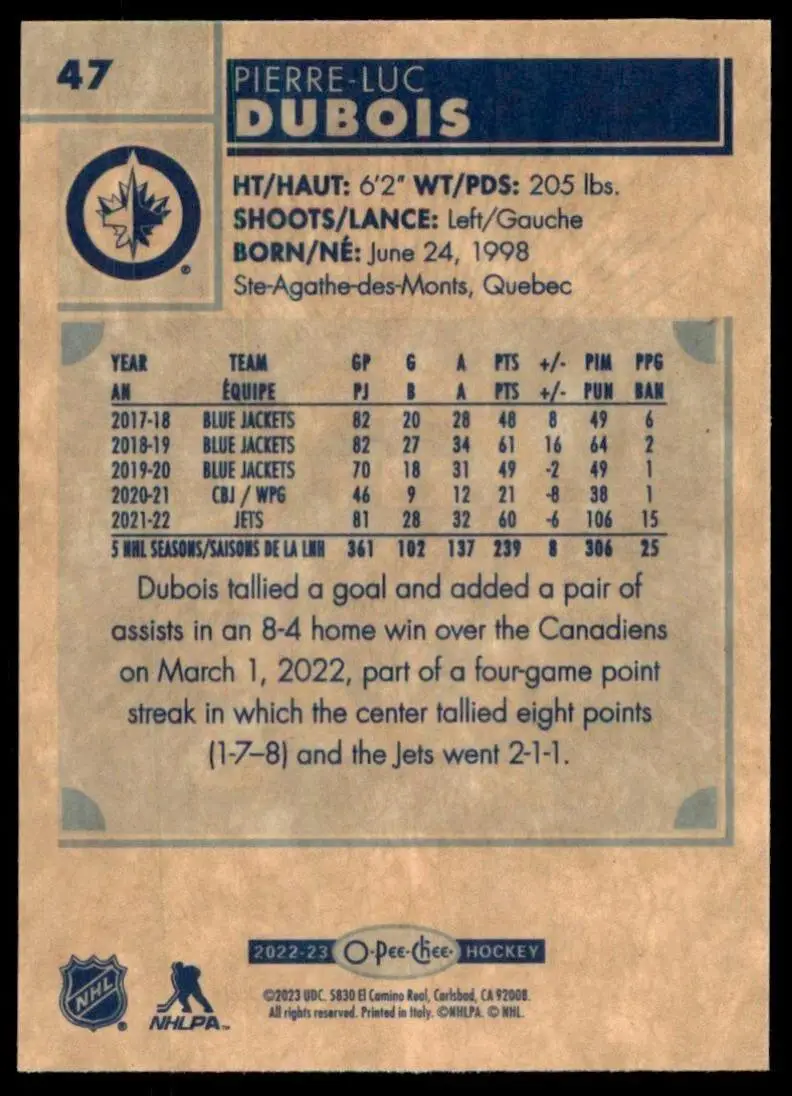 47
PIERRE-LUC
DUBOIS
HT/HAUT: 6'2" WT/PDS: 205 lbs.
SHOOTS/LANCE: Left/Gauche
BORN/NÉ: June 24, 1998
Ste-Agathe-des-Monts, Quebec
YEAR TEAM GP G A PTS +/- PIM PPG
AN ÉQUIPE PJ B A PTS +/- PUN BAN
2017-18 BLUE JACKETS 82 20 28 48 8 49 6
2018-19 BLUE JACKETS 82 27 34 61 16 64 2
2019-20 BLUE JACKETS 70 18 31 49 -2 49 1
2020-21 CBJ / WPG 46 9 12 21 -8 38 1
2021-22 JETS 81 28 32 60 -6 106 15
5 NHL SEASONS/SAISONS DE LA LNH 361 102 137 239 8 306 25
Dubois tallied a goal and added a pair of
assists in an 8-4 home win over the Canadiens
on March 1, 2022, part of a four-game point
streak in which the center tallied eight points
(1-7–8) and the Jets went 2-1-1.
2022-23 O-Pee-Chee HOCKEY
NHL ®
NHLPA™
©2023 UDC. 5830 El Camino Real, Carlsbad, CA 92008.
All rights reserved. Printed in Italy. ©NHLPA. © NHL.